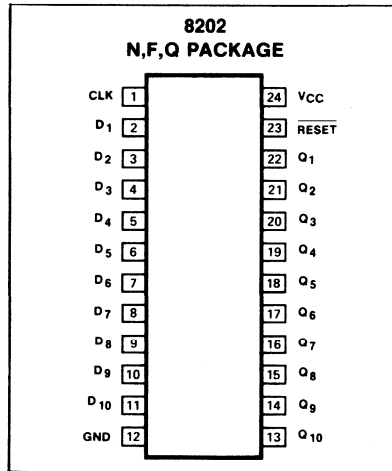 8202
N,F,Q PACKAGE
CLK 1 24 VCC
D1 2 23 RESET
D2 3 22 Q1
D3 4 21 Q2
D4 5 20 Q3
D5 6 19 Q4
D6 7 18 Q5
D7 8 17 Q6
D8 9 16 Q7
D9 10 15 Q8
D10 11 14 Q9
GND 12 13 Q10